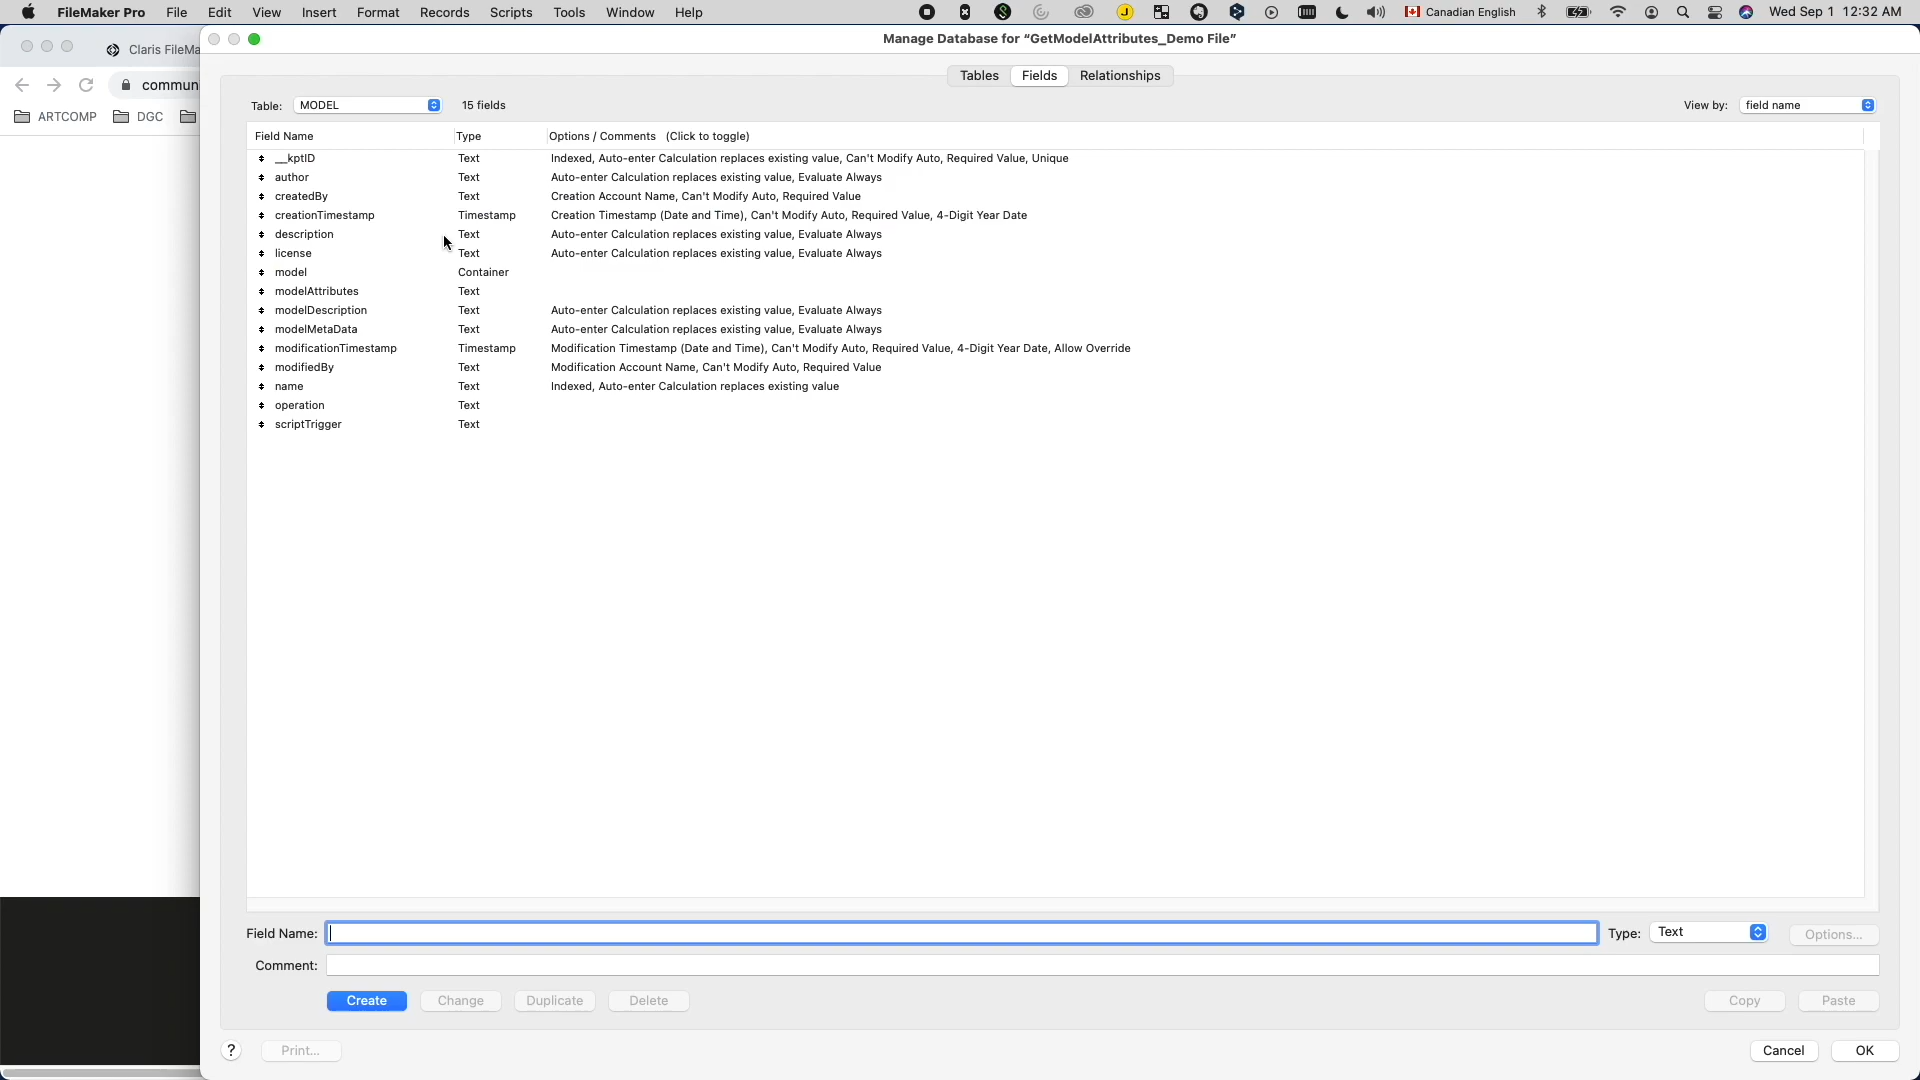 FileMaker Pro File Edit View Insert Format Records Scripts Tools Window Help Canadian English Wed Sep 1 12:32 AM
Claris FileMa
commun
ARTCOMP DGC
Manage Database for “GetModelAttributes_Demo File”
Tables Fields Relationships
Table: MODEL 15 fields View by: field name
Field Name Type Options / Comments (Click to toggle)
__kptID Text Indexed, Auto-enter Calculation replaces existing value, Can't Modify Auto, Required Value, Unique
author Text Auto-enter Calculation replaces existing value, Evaluate Always
createdBy Text Creation Account Name, Can't Modify Auto, Required Value
creationTimestamp Timestamp Creation Timestamp (Date and Time), Can't Modify Auto, Required Value, 4-Digit Year Date
description Text Auto-enter Calculation replaces existing value, Evaluate Always
license Text Auto-enter Calculation replaces existing value, Evaluate Always
model Container
modelAttributes Text
modelDescription Text Auto-enter Calculation replaces existing value, Evaluate Always
modelMetaData Text Auto-enter Calculation replaces existing value, Evaluate Always
modificationTimestamp Timestamp Modification Timestamp (Date and Time), Can't Modify Auto, Required Value, 4-Digit Year Date, Allow Override
modifiedBy Text Modification Account Name, Can't Modify Auto, Required Value
name Text Indexed, Auto-enter Calculation replaces existing value
operation Text
scriptTrigger Text
Field Name: Type: Text Options...
Comment:
Create Change Duplicate Delete Copy Paste
? Print... Cancel OK